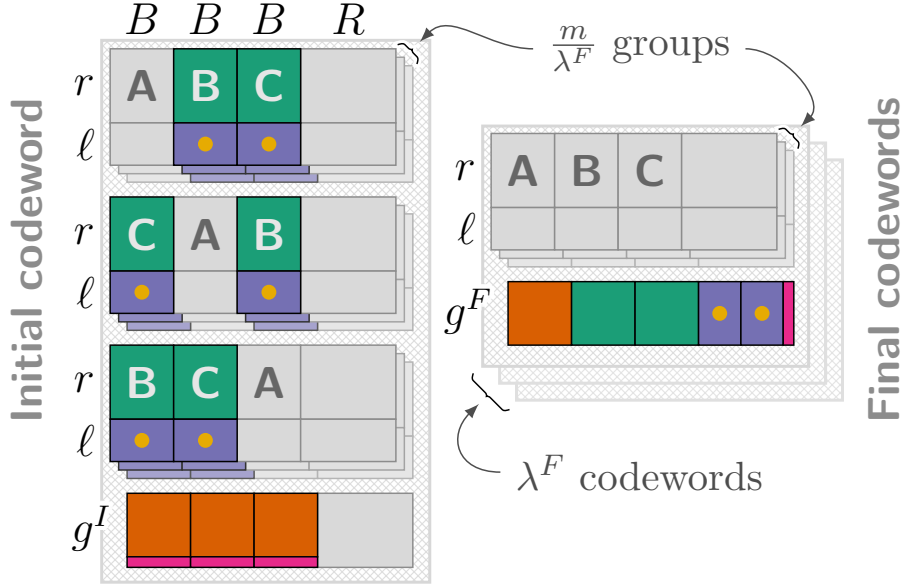 B B B R
m/λ^F groups
Initial codeword
r A B C
ℓ
r C A B
ℓ
r B C A
ℓ
g^I
r A B C
ℓ
g^F
λ^F codewords
Final codewords